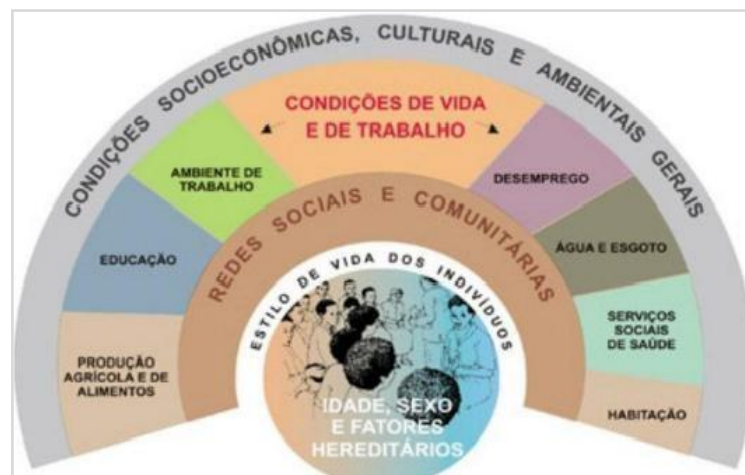 CONDIÇÕES SOCIOECONÔMICAS, CULTURAIS E AMBIENTAIS GERAIS
CONDIÇÕES DE VIDA
E DE TRABALHO
AMBIENTE DE
TRABALHO
DESEMPREGO
EDUCAÇÃO
ÁGUA E ESGOTO
PRODUÇÃO
AGRÍCOLA E DE
ALIMENTOS
SERVIÇOS
SOCIAIS
DE SAÚDE
HABITAÇÃO
REDES SOCIAIS E COMUNITÁRIAS
ESTILO DE VIDA DOS INDIVÍDUOS
IDADE, SEXO
E FATORES
HEREDITÁRIOS